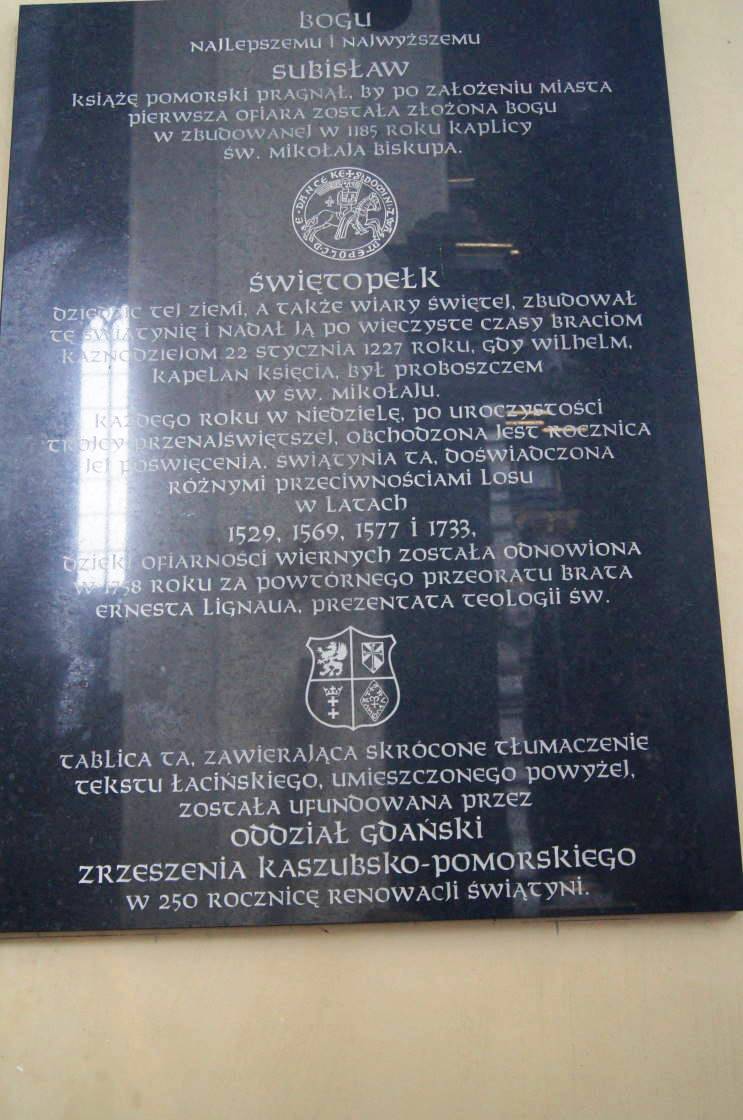 BOGU
NAJLEPSZEMU I NAJWYŻSZEMU
SUBISŁAW
KSIĄŻĘ POMORSKI PRAGNĄŁ, BY PO ZAŁOŻENIU MIASTA
PIERWSZA OFIARA ZOSTAŁA ZŁOŻONA BOGU
W ZBUDOWANEJ W 1185 ROKU KAPLICY
ŚW. MIKOŁAJA BISKUPA.
ŚWIĘTOPEŁK
DZIEDZIC TEJ ZIEMI, A TAKŻE WIARY ŚWIĘTEJ, ZBUDOWAŁ
TĘ ŚWIĄTYNIĘ I NADAŁ JĄ PO WIECZYSTE CZASY BRACIOM
KAZNODZIEJOM 22 STYCZNIA 1227 ROKU, GDY WILHELM,
KAPELAN KSIĘCIA, BYŁ PROBOSZCZEM
W ŚW. MIKOŁAJU.
KAŻDEGO ROKU W NIEDZIELĘ, PO UROCZYSTOŚCI
TRÓJCY PRZENAJŚWIĘTSZEJ, OBCHODZONA JEST ROCZNICA
JEJ POŚWIĘCENIA. ŚWIĄTYNIA TA, DOŚWIADCZONA
RÓŻNYMI PRZECIWNOŚCIAMI LOSU
W LATACH
1529, 1569, 1577 I 1733,
DZIĘKI OFIARNOŚCI WIERNYCH ZOSTAŁA ODNOWIONA
W 1758 ROKU ZA POWTÓRNEGO PRZEORATU BRATA
ERNESTA LIGNAUA, PREZENTATA TEOLOGII ŚW.
TABLICA TA, ZAWIERAJĄCA SKRÓCONE TŁUMACZENIE
TEKSTU ŁACIŃSKIEGO, UMIESZCZONEGO POWYŻEJ,
ZOSTAŁA UFUNDOWANA PRZEZ
ODDZIAŁ GDAŃSKI
ZRZESZENIA KASZUBSKO-POMORSKIEGO
W 250 ROCZNICĘ RENOWACJI ŚWIĄTYNI.